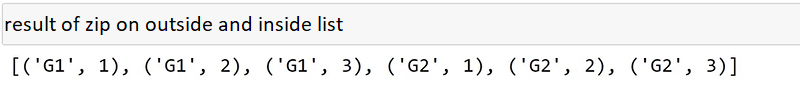 result of zip on outside and inside list
[('G1', 1), ('G1', 2), ('G1', 3), ('G2', 1), ('G2', 2), ('G2', 3)]